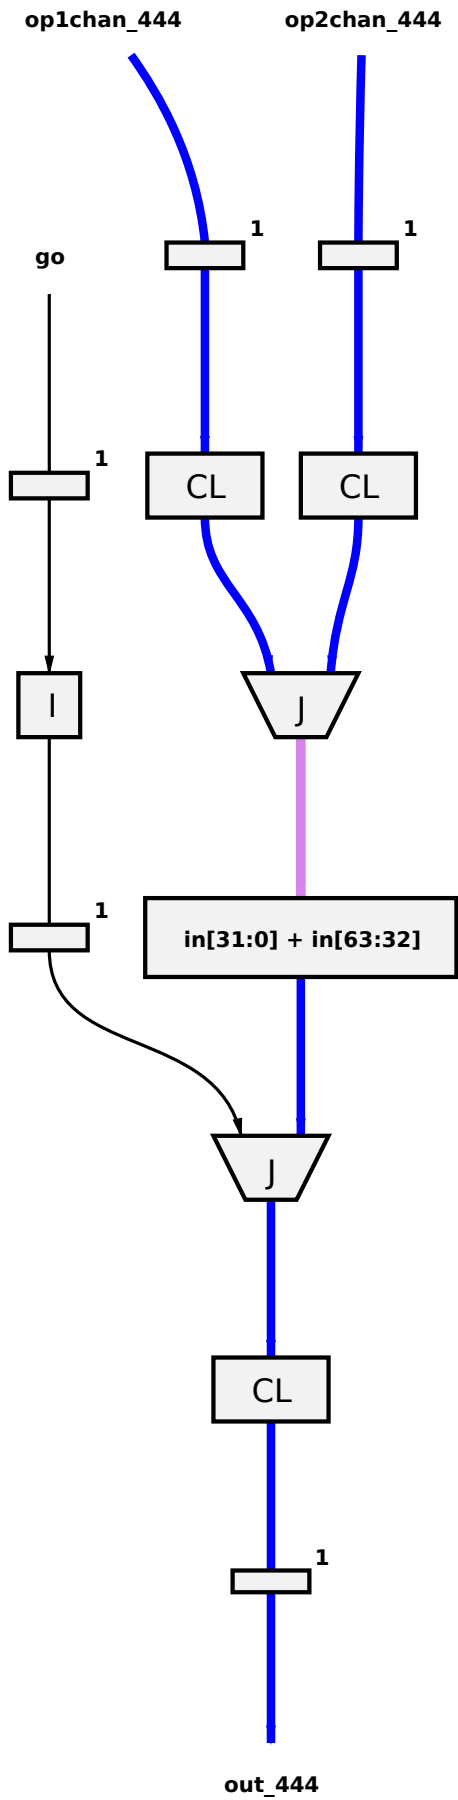 op1chan_444 op2chan_444
1 1
go
1
CL CL
I J
1
in[31:0] + in[63:32]
J
CL
1
out_444